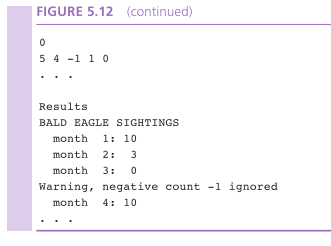 FIGURE 5.12 (continued)
0
5 4 -1 1 0
. . .
Results
BALD EAGLE SIGHTINGS
month 1: 10
month 2: 3
month 3: 0
Warning, negative count -1 ignored
month 4: 10
. . .